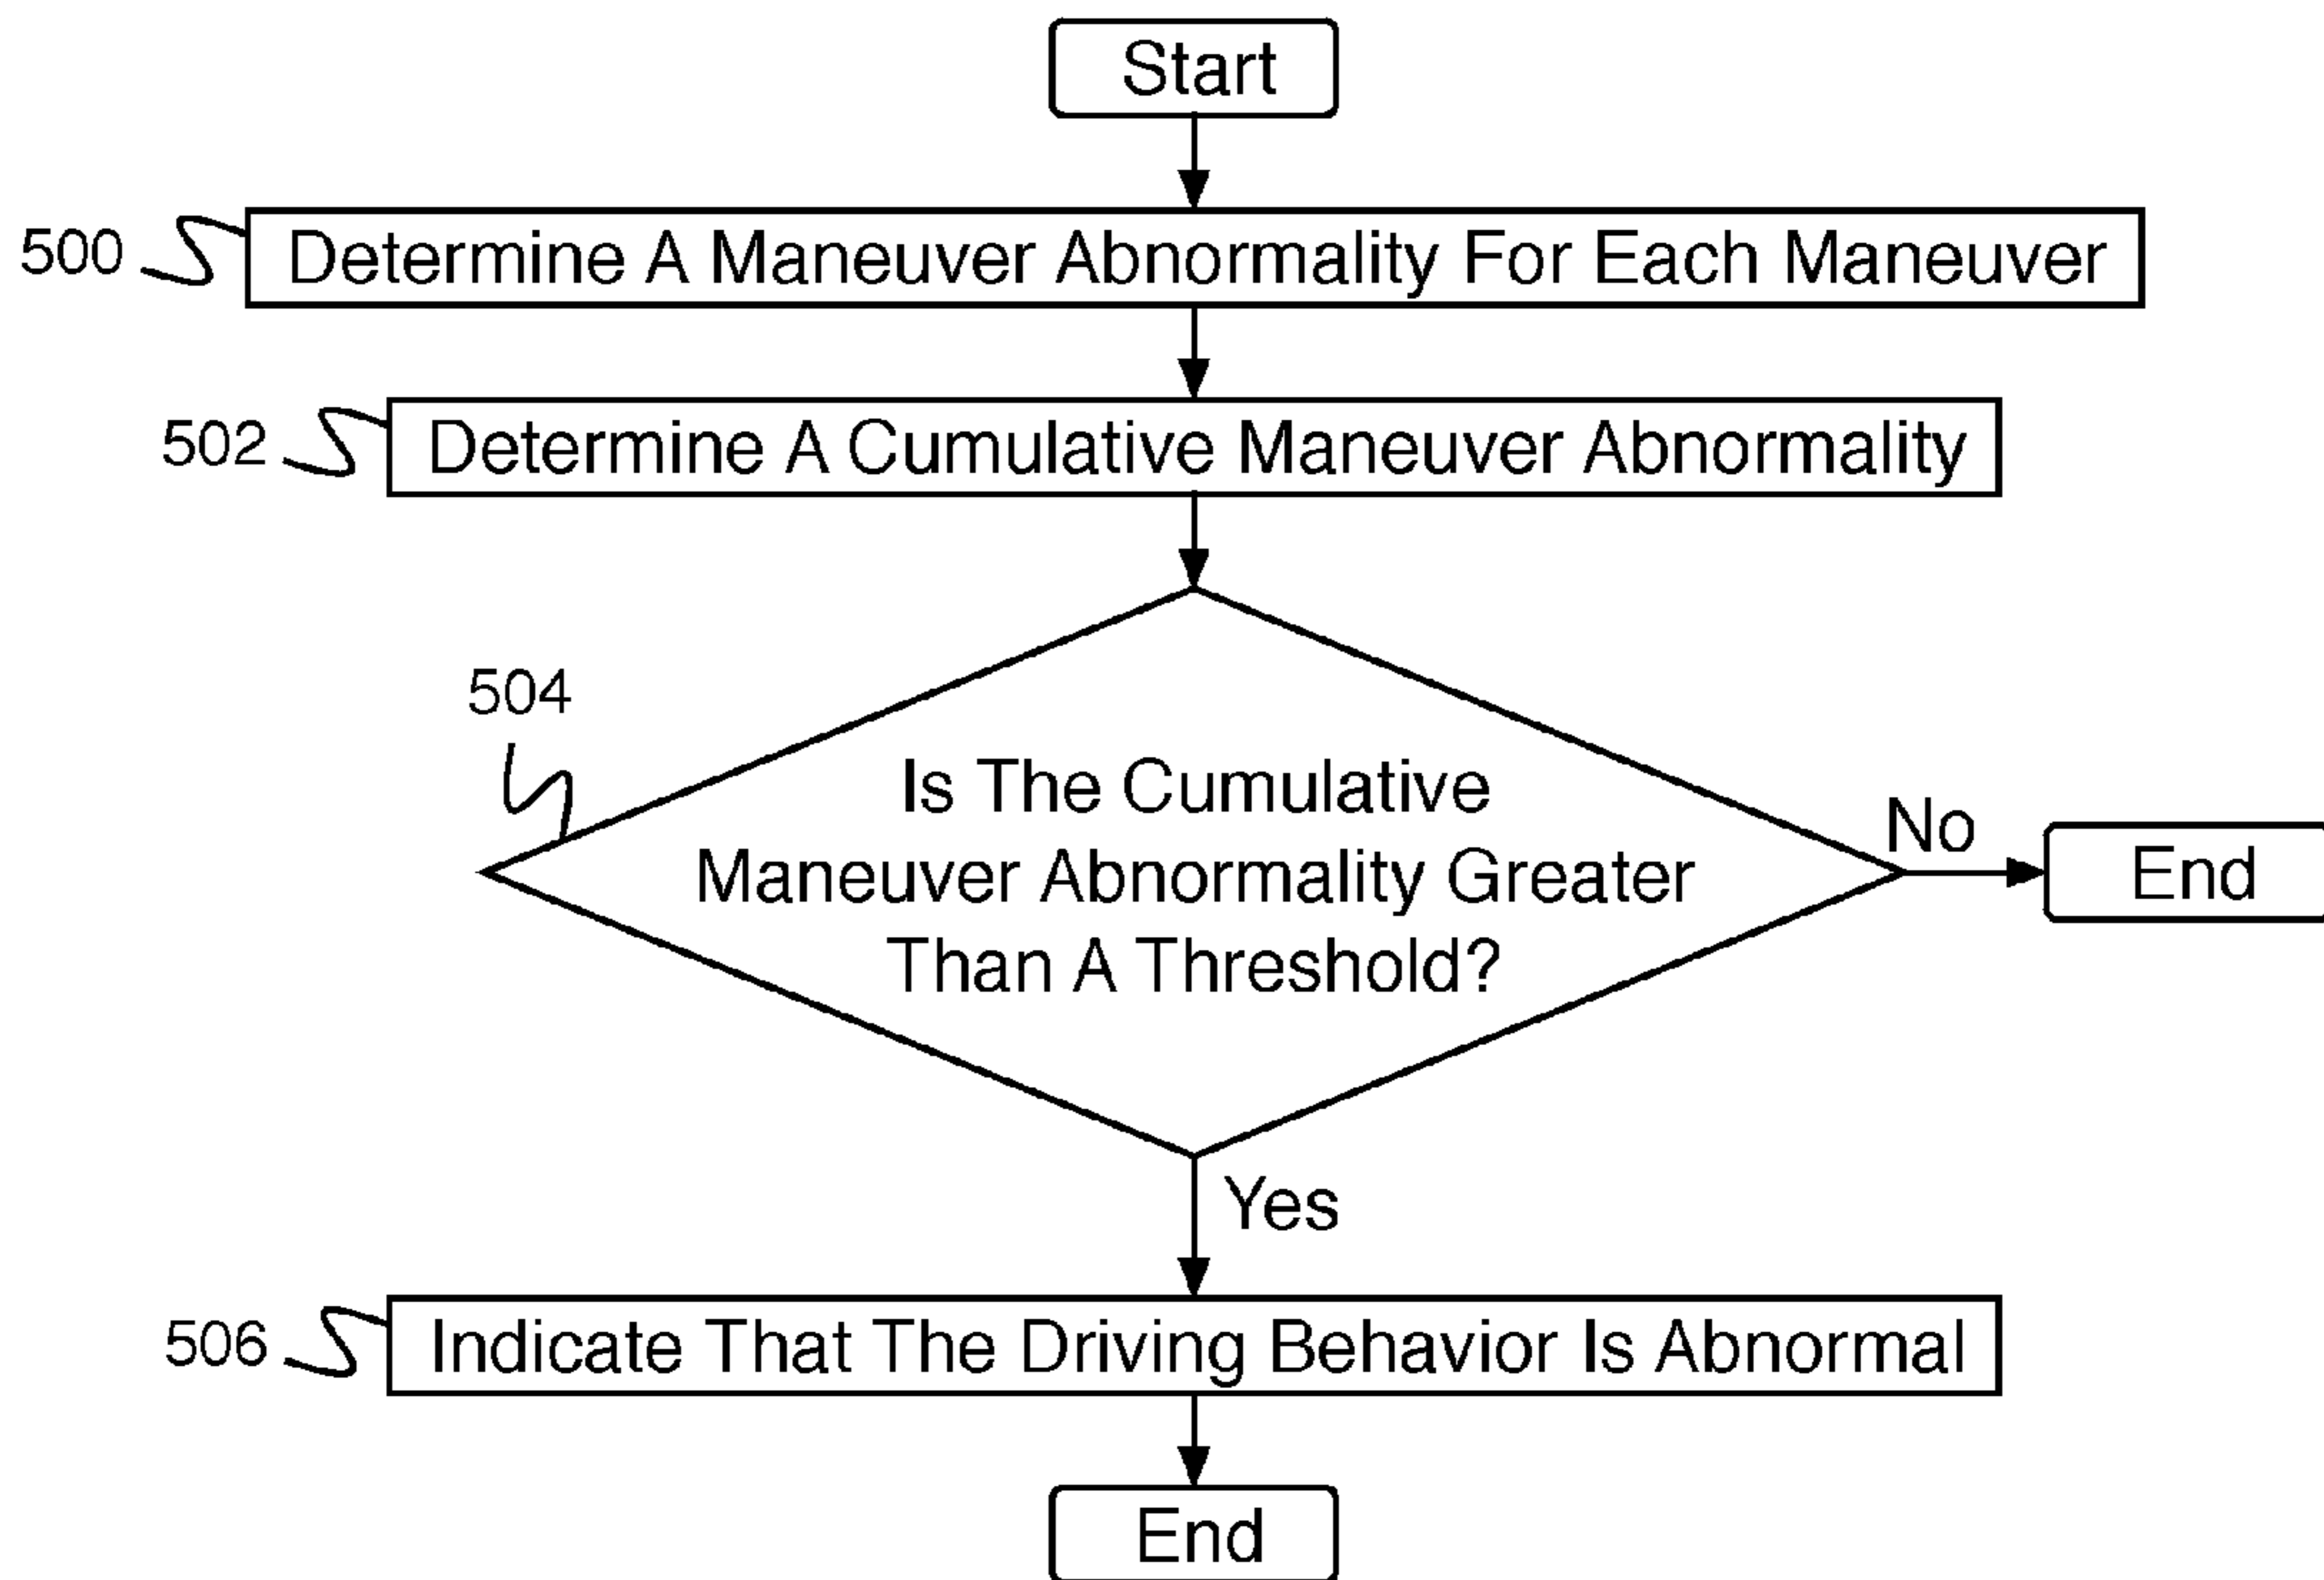 Start
500
Determine A Maneuver Abnormality For Each Maneuver
502
Determine A Cumulative Maneuver Abnormality
504
Is The Cumulative
Maneuver Abnormality Greater
Than A Threshold?
No
End
Yes
506
Indicate That The Driving Behavior Is Abnormal
End